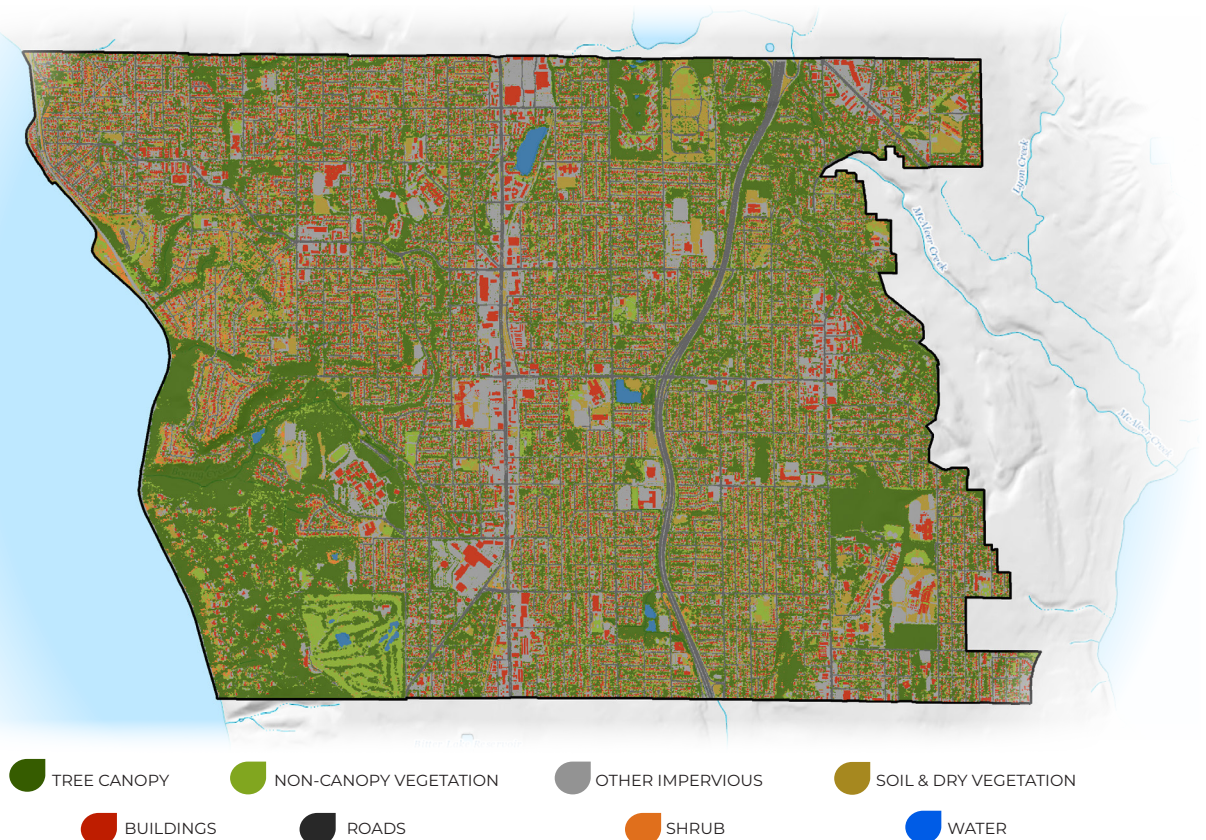 Lyon Creek
McAleer Creek
McAleer Creek
TREE CANOPY
NON-CANOPY VEGETATION
OTHER IMPERVIOUS
SOIL & DRY VEGETATION
BUILDINGS
ROADS
SHRUB
WATER